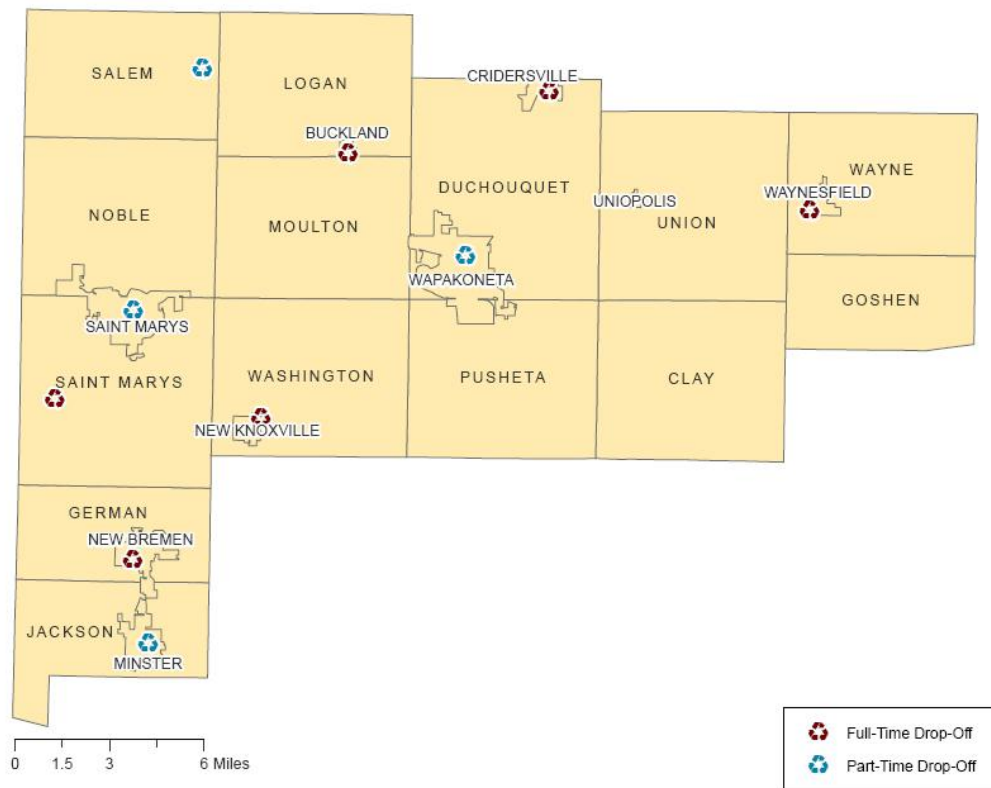 SALEM
LOGAN
CRIDERSVILLE
BUCKLAND
WAYNE
DUCHOUQUET
WAYNESFIELD
UNIOPOLIS
NOBLE
MOULTON
UNION
WAPAKONETA
GOSHEN
SAINT MARYS
SAINT MARYS
WASHINGTON
PUSHETA
CLAY
NEW KNOXVILLE
GERMAN
NEW BREMEN
JACKSON
MINSTER
0 1.5 3 6 Miles
Full-Time Drop-Off
Part-Time Drop-Off